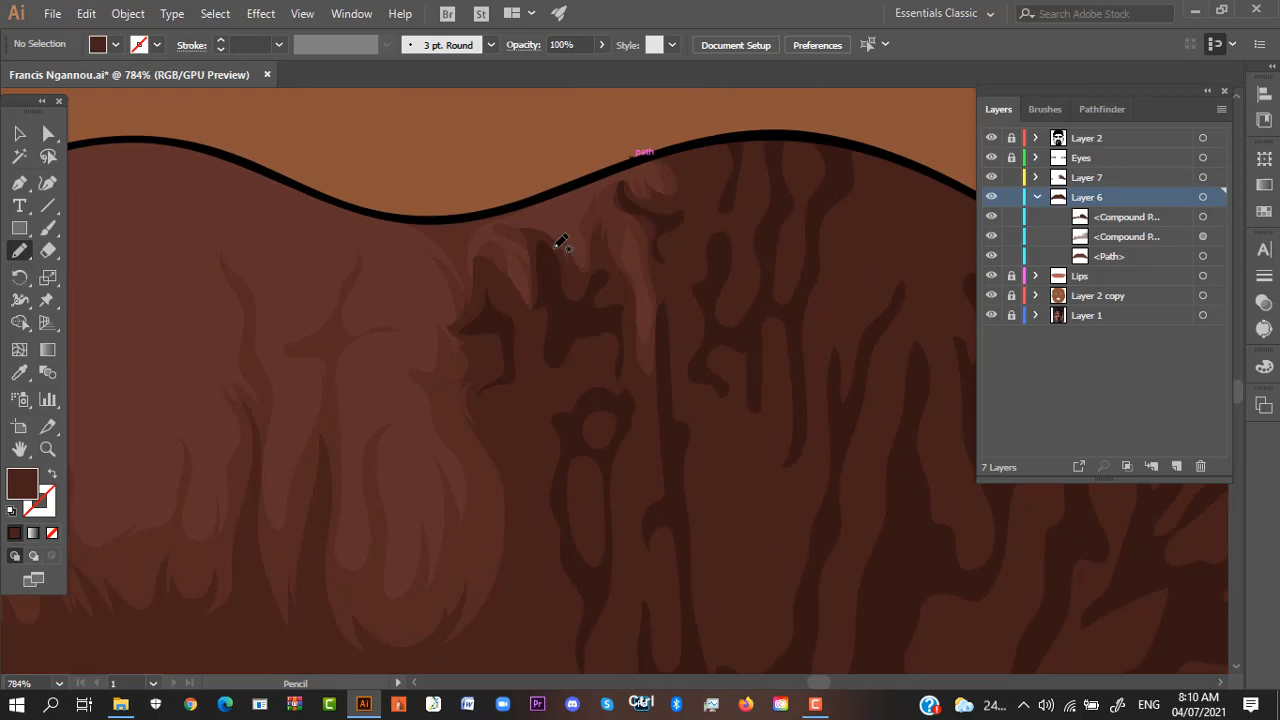 Ai File Edit Object Type Select Effect View Window Help Br St Essentials Classic Search Adobe Stock
No Selection Stroke: 3 pt. Round Opacity: 100% Style: Document Setup Preferences
Francis Ngannou.ai* @ 784% (RGB/GPU Preview)
Layers Brushes Pathfinder
Layer 2
path
Eyes
Layer 7
Layer 6
<Compound P...
<Compound P...
<Path>
Lips
Layer 2 copy
Layer 1
7 Layers
784% 1 Pencil
Ctrl
24... ENG 8:10 AM
04/07/2021